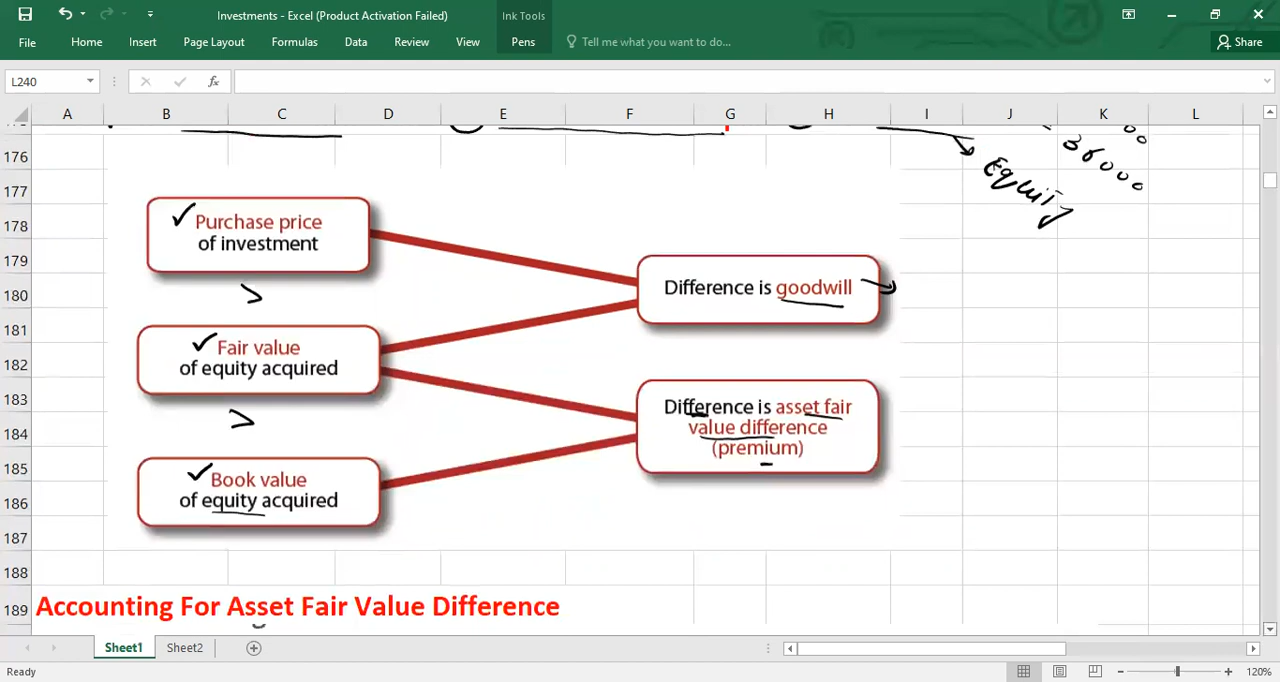 Investments - Excel (Product Activation Failed)
Ink Tools
File Home Insert Page Layout Formulas Data Review View Pens Tell me what you want to do... Share
L240 fx
A B C D E F G H I J K L
176
36000
177
Equity
178
Purchase price
of investment
179
180
Difference is goodwill
>
181
182
Fair value
of equity acquired
183
>
184
Difference is asset fair
value difference
(premium)
185
186
Book value
of equity acquired
187
188
189 Accounting For Asset Fair Value Difference
Sheet1 Sheet2
Ready 120%